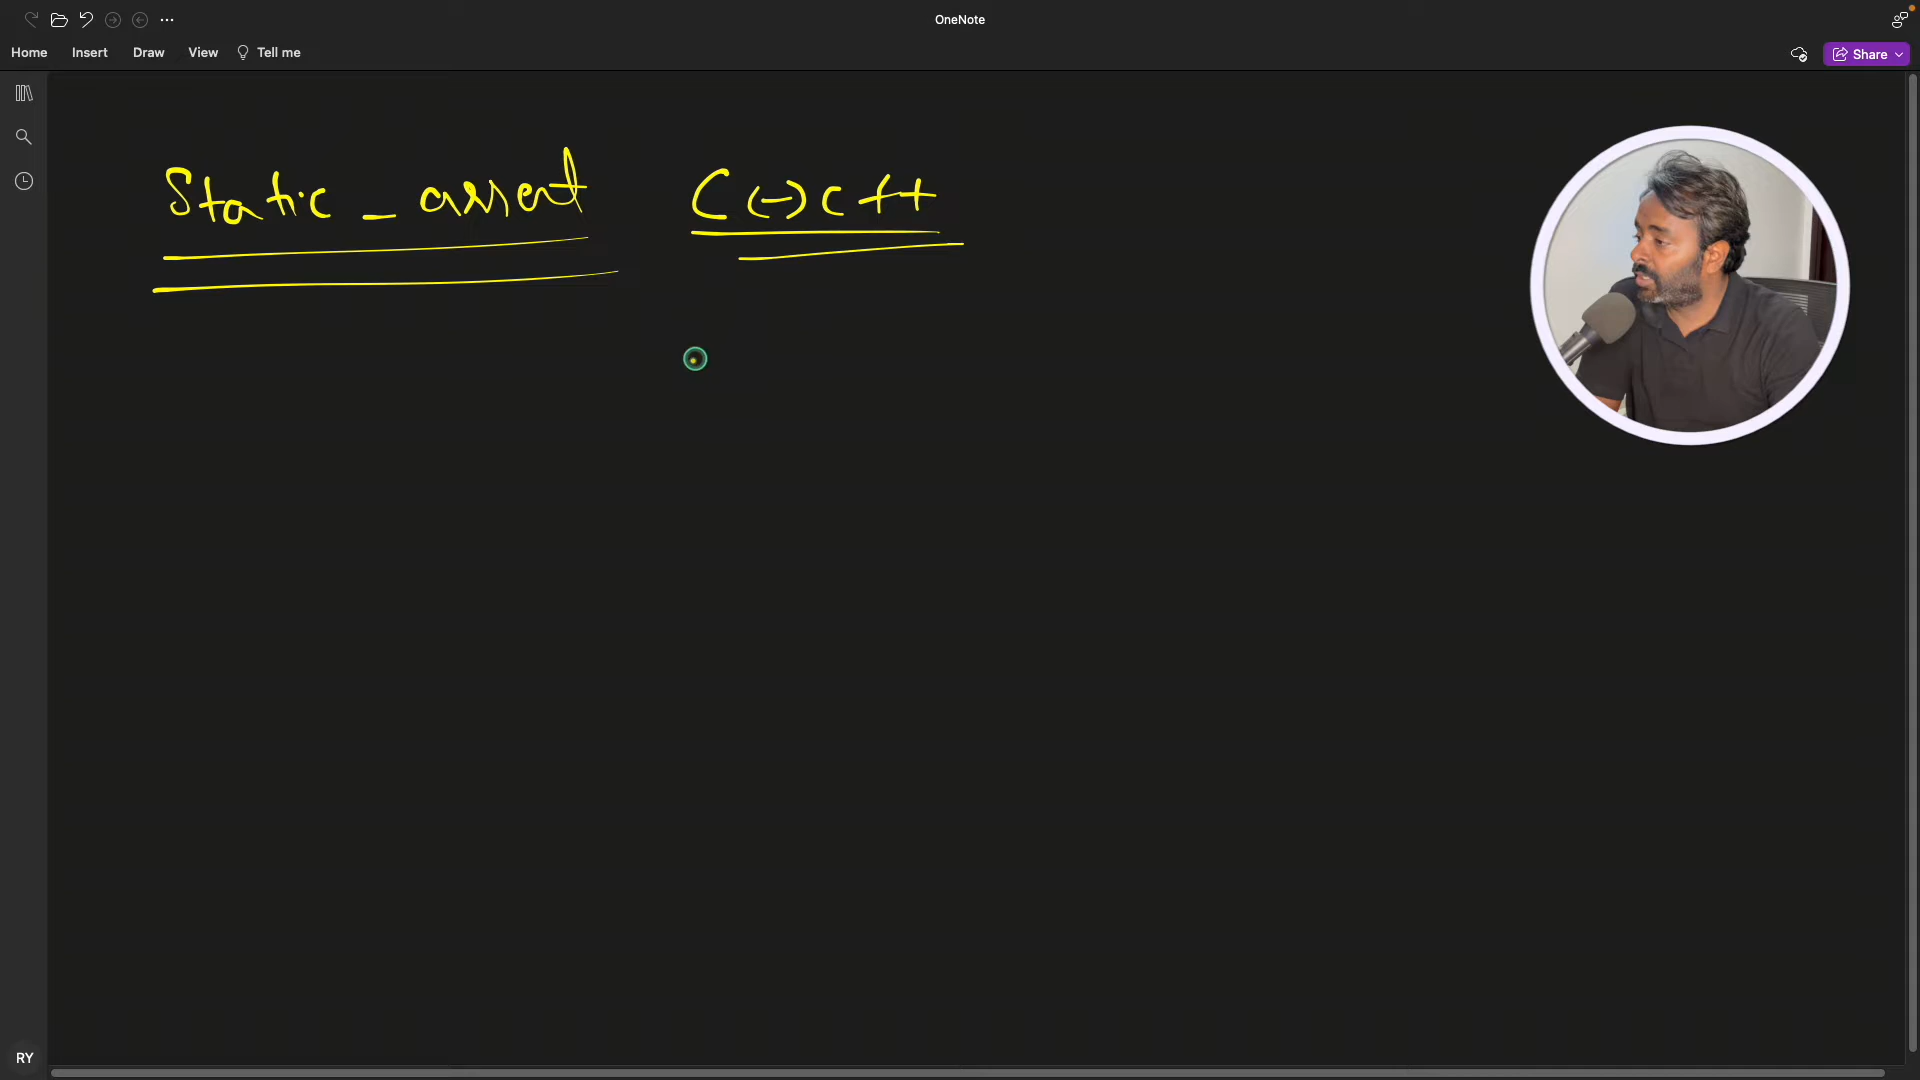 OneNote
Home Insert Draw View Tell me Share
Static_assert C(-)c++
RY